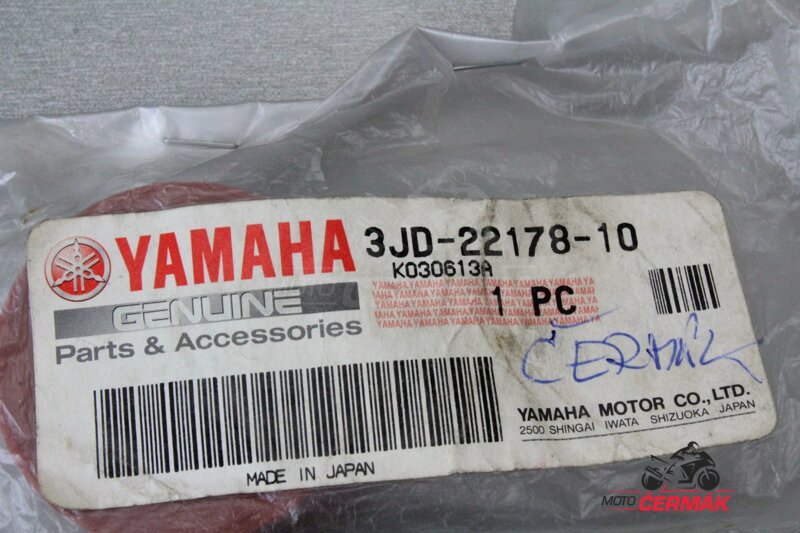 YAMAHA
GENUINE
Parts & Accessories
3JD-22178-10
K030613A
1 PC
ČERMÁK
YAMAHA MOTOR CO., LTD.
2500 SHINGAI IWATA SHIZUOKA JAPAN
MADE IN JAPAN
MOTO ČERMÁK